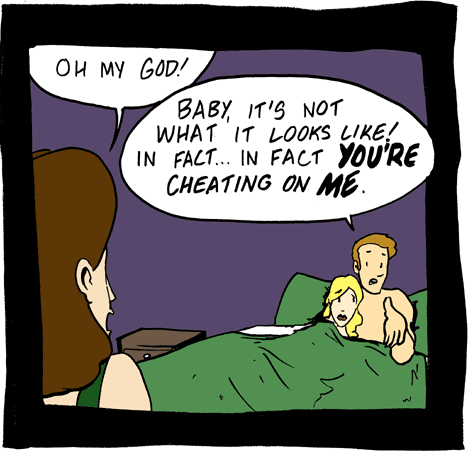 OH MY GOD!
BABY, IT'S NOT
WHAT IT LOOKS LIKE!
IN FACT... IN FACT YOU'RE
CHEATING ON ME.